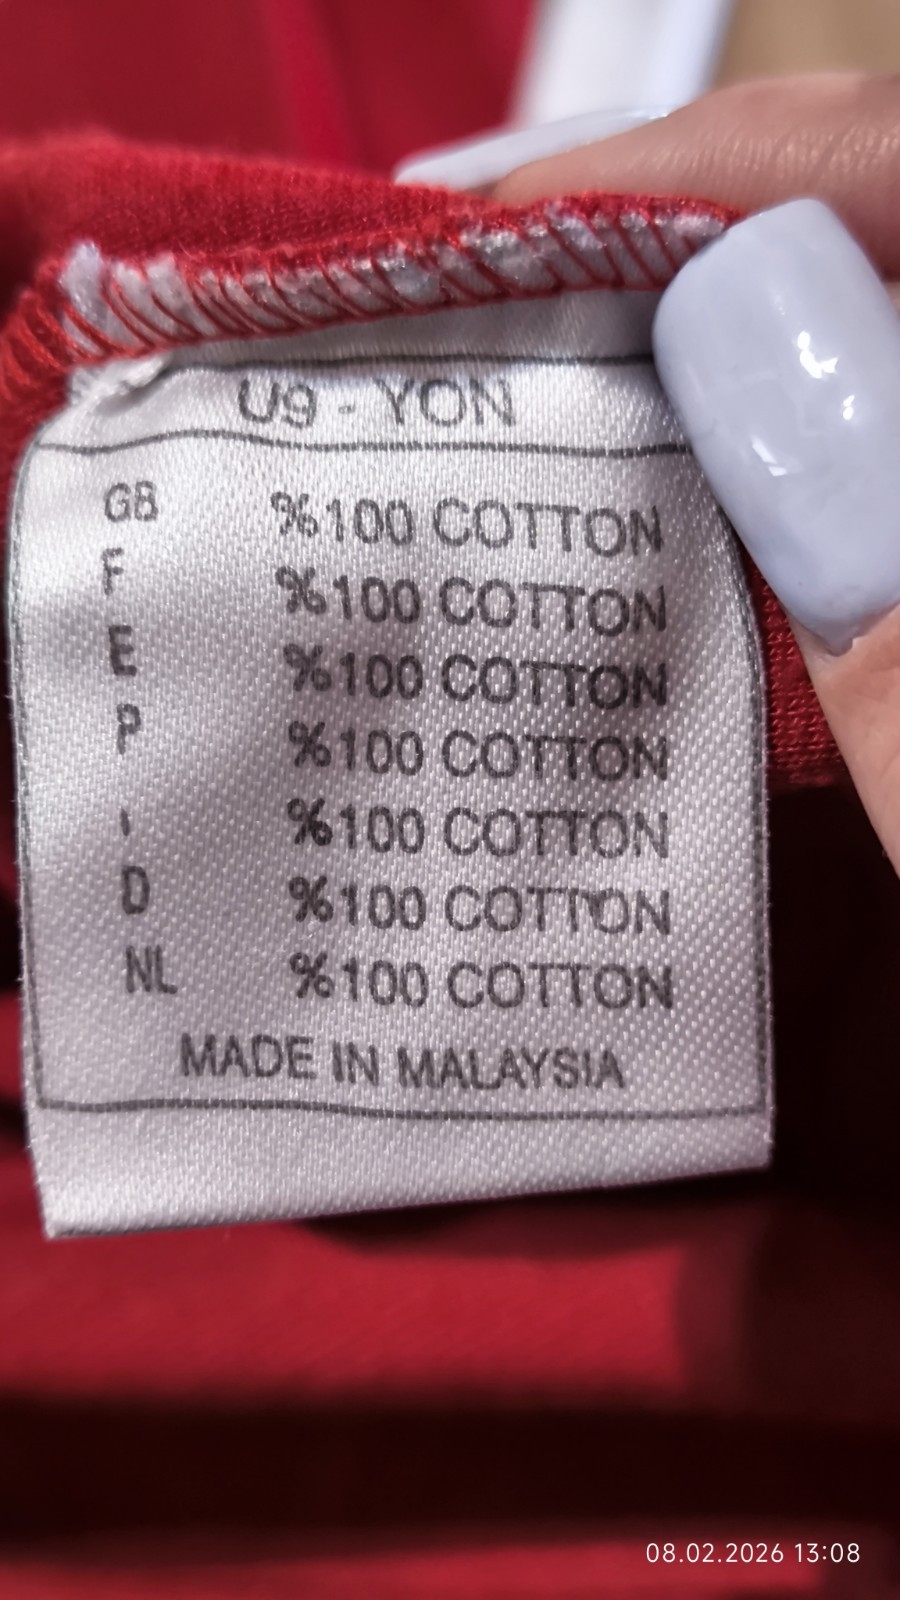 U9 - YON
GB %100 COTTON
F %100 COTTON
E %100 COTTON
P %100 COTTON
I %100 COTTON
D %100 COTTON
NL %100 COTTON
MADE IN MALAYSIA
08.02.2026 13:08